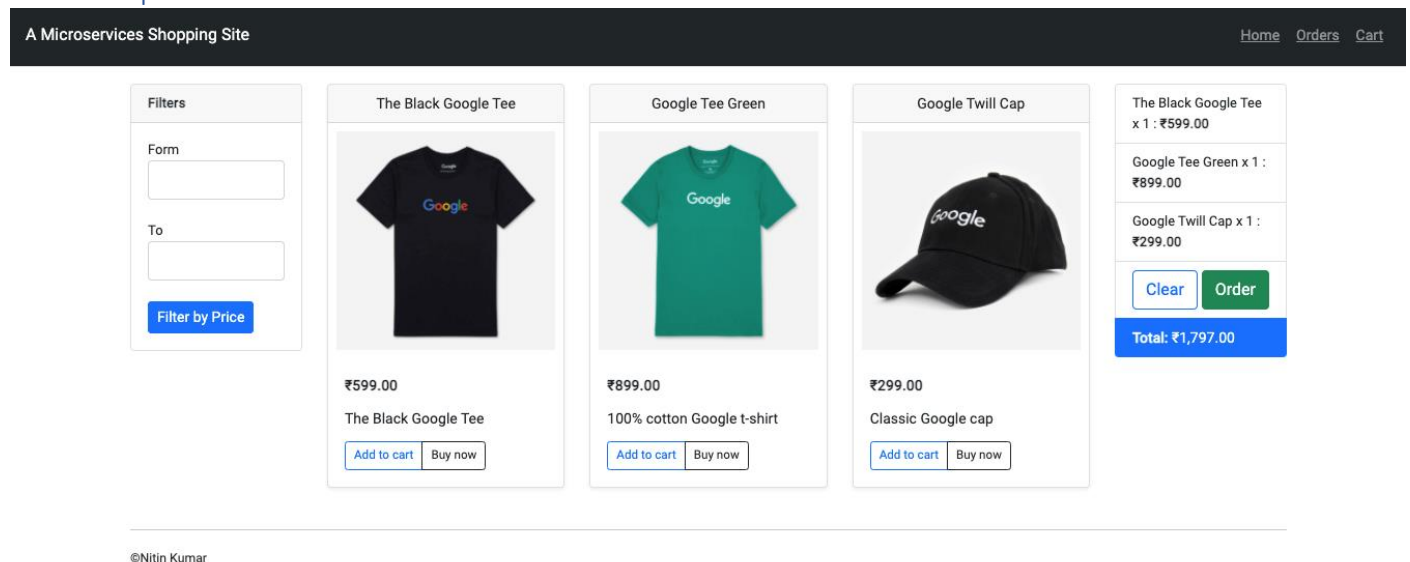 A Microservices Shopping Site
Home Orders Cart
Filters
Form
To
Filter by Price
The Black Google Tee
Google
Google
₹599.00
The Black Google Tee
Add to cart Buy now
Google Tee Green
Google
Google
₹899.00
100% cotton Google t-shirt
Add to cart Buy now
Google Twill Cap
Google
₹299.00
Classic Google cap
Add to cart Buy now
The Black Google Tee
x 1 : ₹599.00
Google Tee Green x 1 :
₹899.00
Google Twill Cap x 1 :
₹299.00
Clear Order
Total: ₹1,797.00
©Nitin Kumar